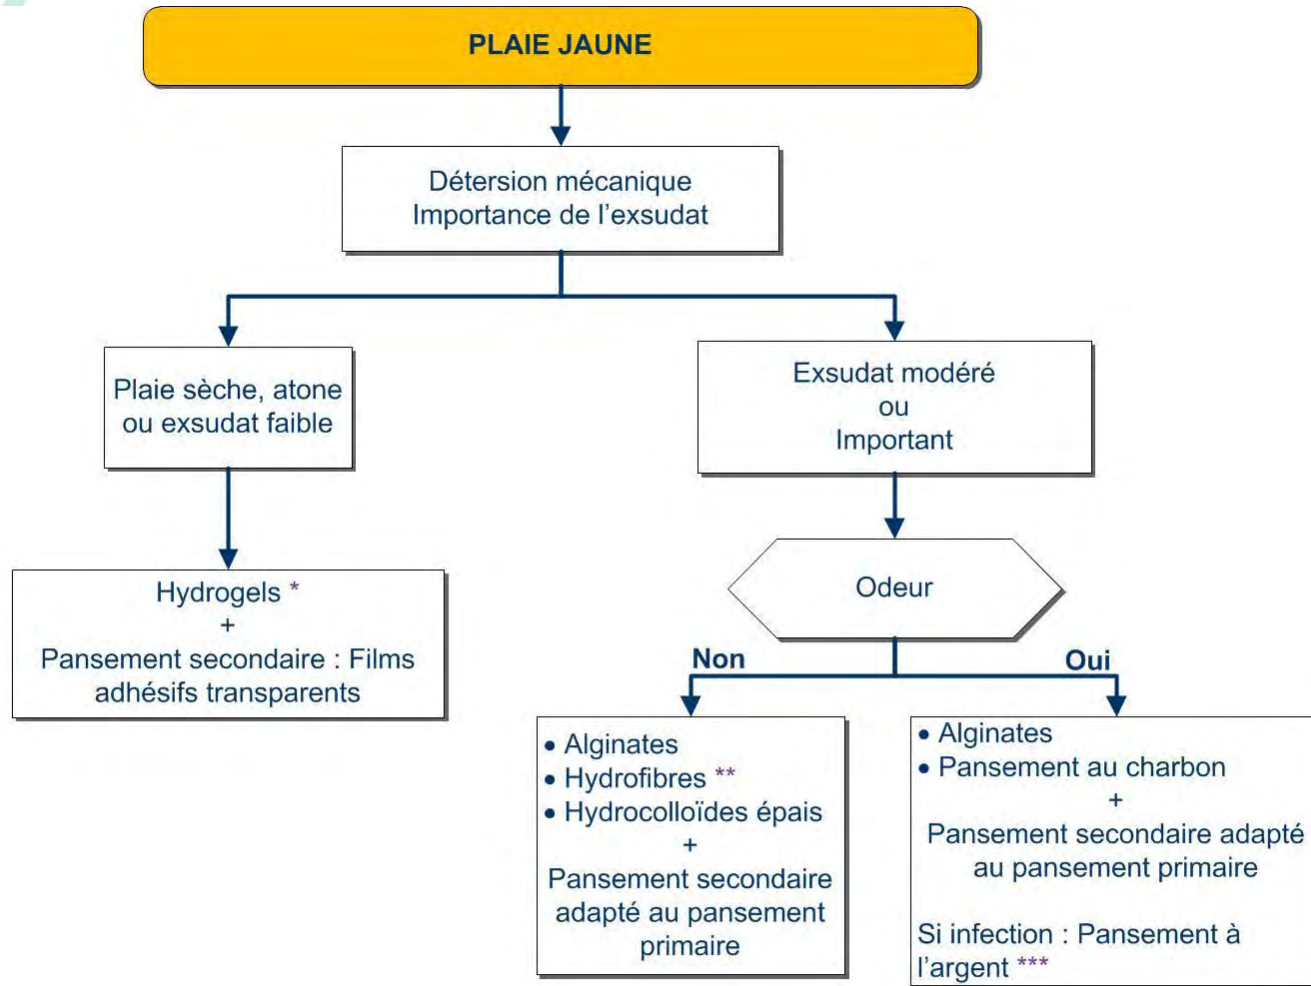 PLAIE JAUNE
Détersion mécanique
Importance de l’exsudat
Plaie sèche, atone
ou exsudat faible
Exsudat modéré
ou
Important
Hydrogels *
+
Pansement secondaire : Films
adhésifs transparents
Odeur
Non
Oui
• Alginates
• Hydrofibres **
• Hydrocolloïdes épais
+
Pansement secondaire
adapté au pansement
primaire
• Alginates
• Pansement au charbon
+
Pansement secondaire adapté
au pansement primaire
Si infection : Pansement à
l’argent ***